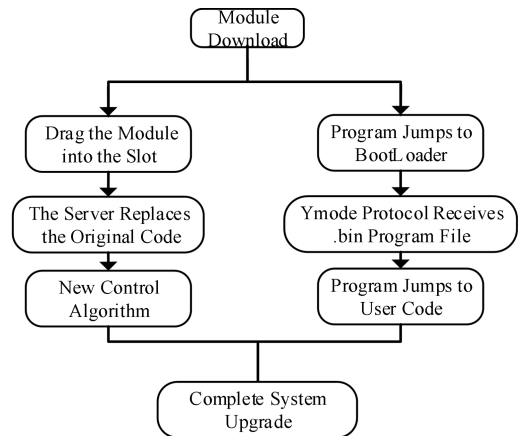 Module
Download
Drag the Module
into the Slot
Program Jumps to
BootLoader
The Server Replaces
the Original Code
Ymode Protocol Receives
.bin Program File
New Control
Algorithm
Program Jumps to
User Code
Complete System
Upgrade